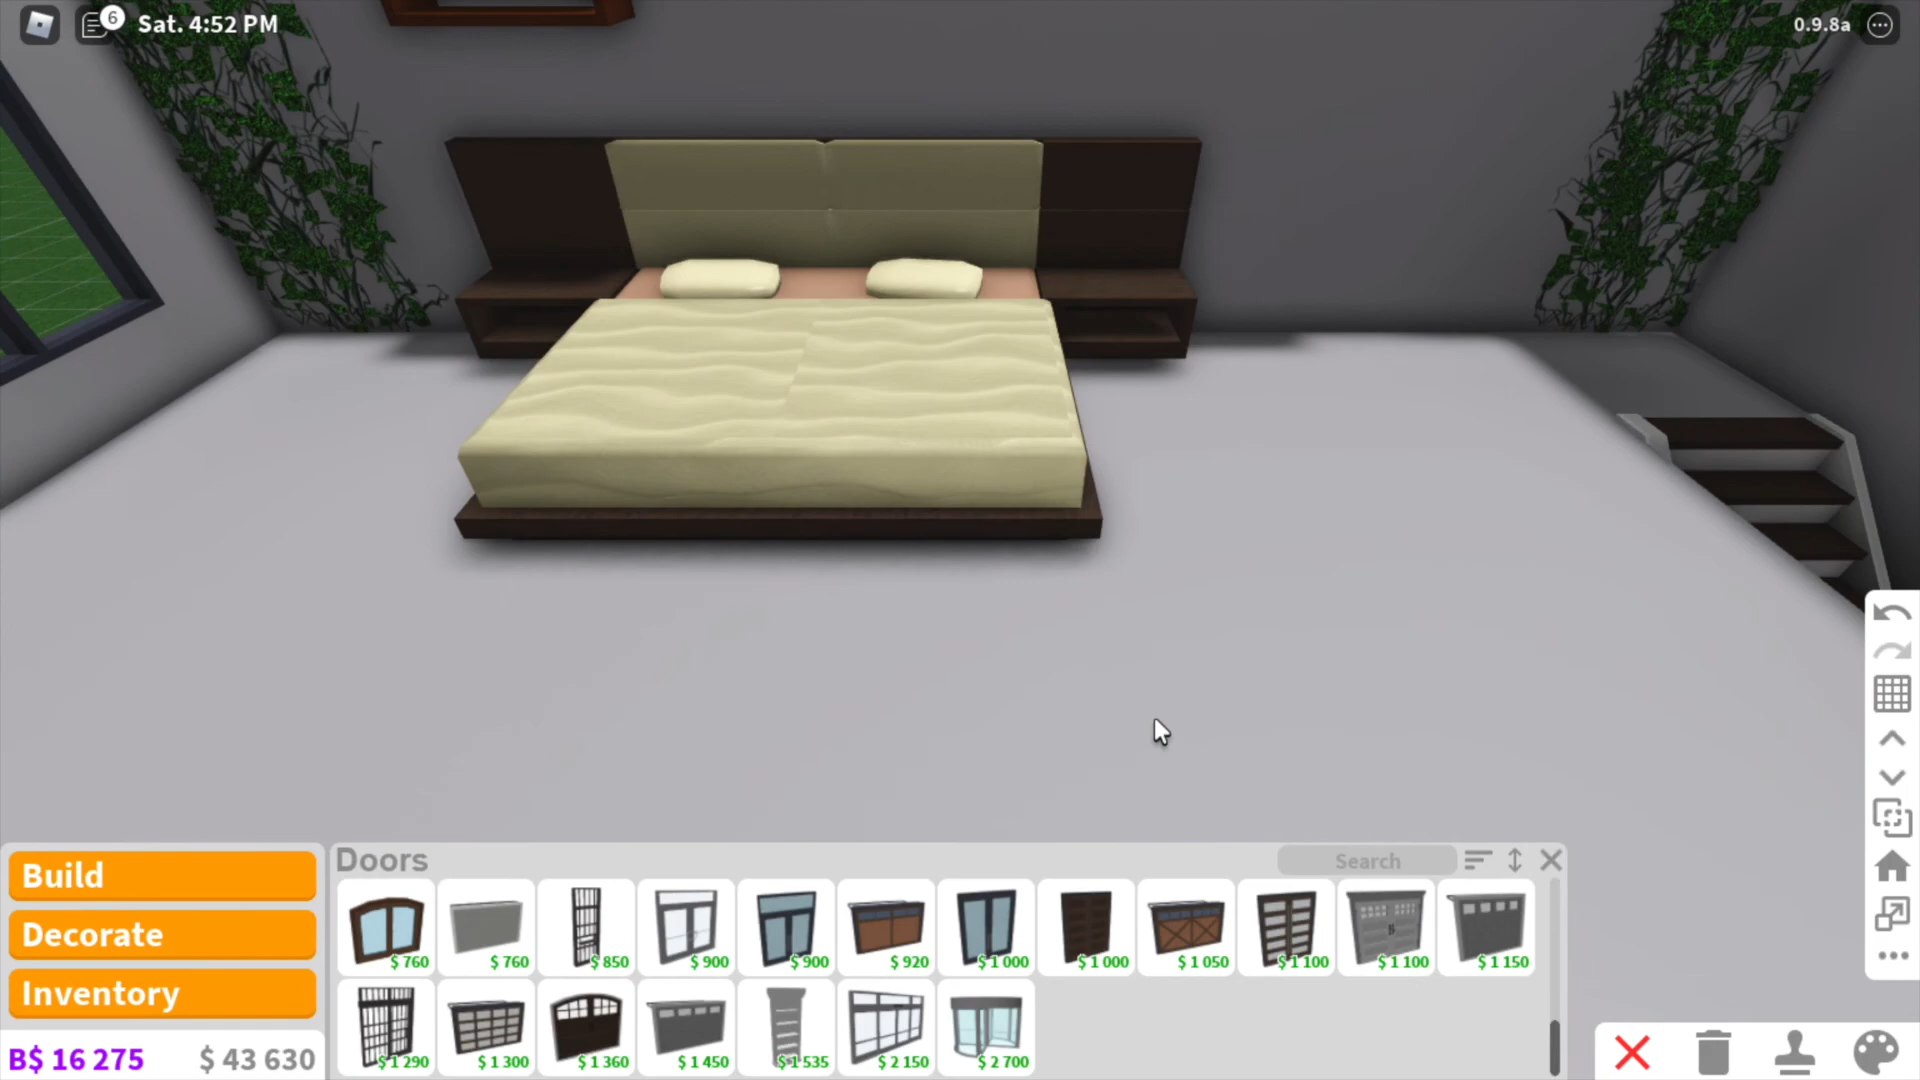 6
Sat. 4:52 PM
0.9.8a
Build
Decorate
Inventory
B$ 16 275
$ 43 630
Doors
Search
$ 760
$ 760
$ 850
$ 900
$ 900
$ 920
$ 1 000
$ 1 000
$ 1 050
$ 1 100
$ 1 100
$ 1 150
$ 1 290
$ 1 300
$ 1 360
$ 1 450
$ 1 535
$ 2 150
$ 2 700